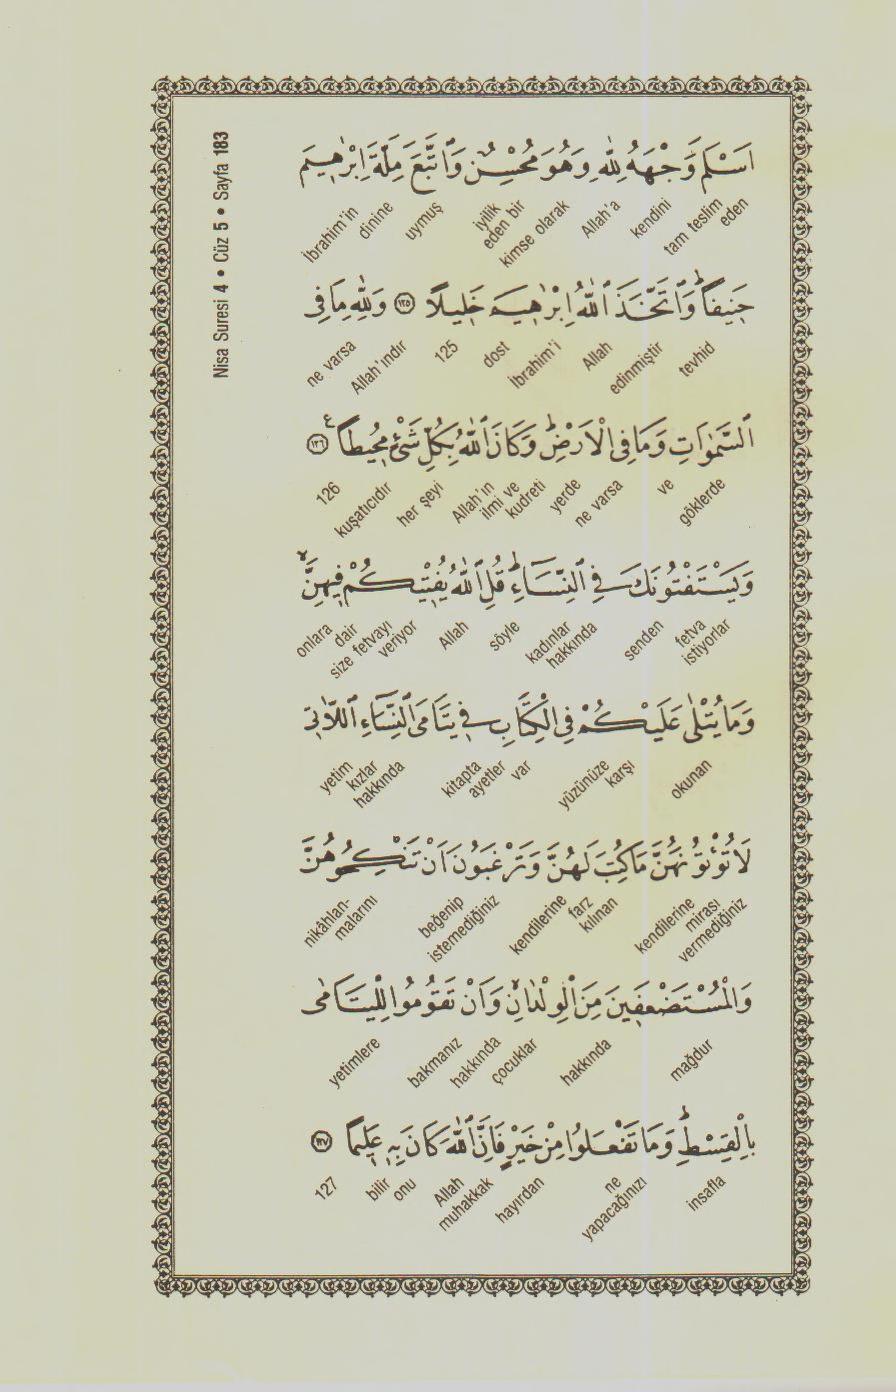 Nisa Suresi 4 • Cüz 5 • Sayfa 183
اَسْلَمَ وَجْهَهُ لِلّٰهِ وَهُوَ مُحْسِنٌ وَاتَّبَعَ مِلَّةَ اِبْرٰه۪يمَ
eden tam teslim kendini Allah'a kimse olarak eden bir iyilik uymuş dinine İbrahim'in
حَن۪يفًاۜ وَاتَّخَذَ اللّٰهُ اِبْرٰه۪يمَ خَل۪يلًا ﴿١٢٥﴾ وَلِلّٰهِ مَا فِي
tevhid edinmiştir Allah İbrahim'i dost 125 Allah'ındır ne varsa
السَّمٰوَاتِ وَمَا فِي الْاَرْضِۜ وَكَانَ اللّٰهُ بِكُلِّ شَيْءٍ مُح۪يطًا ﴿١٢٦﴾ ع
göklerde ve ne varsa yerde kudreti ilmi ve Allah'ın her şeyi kuşatıcıdır 126
وَيَسْتَفْتُونَكَ فِي النِّسَٓاءِۜ قُلِ اللّٰهُ يُفْت۪يكُمْ ف۪يهِنَّۙ
fetva istiyorlar senden kadınlar hakkında söyle Allah size fetvayı veriyor dair onlara
وَمَا يُتْلٰى عَلَيْكُمْ فِي الْكِتَابِ ف۪ي يَتَامَى النِّسَٓاءِ اللَّات۪ي
okunan yüzünüze karşı var kitapta ayetler yetim kızlar hakkında
لَا تُؤْتُونَهُنَّ مَا كُتِبَ لَهُنَّ وَتَرْغَبُونَ اَنْ تَنْكِحُوهُنَّ
kendilerine mirası vermediğiniz kendilerine farz kılınan beğenip istemediğiniz nikâhlan- malarını
وَالْمُسْتَضْعَف۪ينَ مِنَ الْوِلْدَانِۙ وَاَنْ تَقُومُوا لِلْيَتَامٰى
mağdur hakkında çocuklar hakkında bakmanız yetimlere
بِالْقِسْطِۜ وَمَا تَفْعَلُوا مِنْ خَيْرٍ فَاِنَّ اللّٰهَ كَانَ بِه۪ عَل۪يمًا ﴿١٢٧﴾
insafla ne yapacağınızı hayırdan muhakkak Allah onu bilir 127